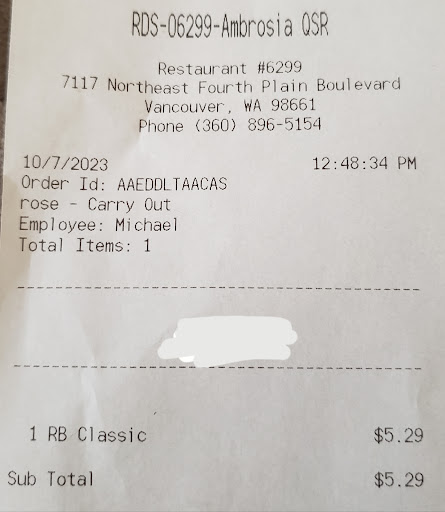 RDS-06299-Ambrosia QSR
Restaurant #6299
7117 Northeast Fourth Plain Boulevard
Vancouver, WA 98661
Phone (360) 896-5154
10/7/2023 12:48:34 PM
Order Id: AAEDDLTAACAS
rose - Carry Out
Employee: Michael
Total Items: 1
1 RB Classic $5.29
Sub Total $5.29